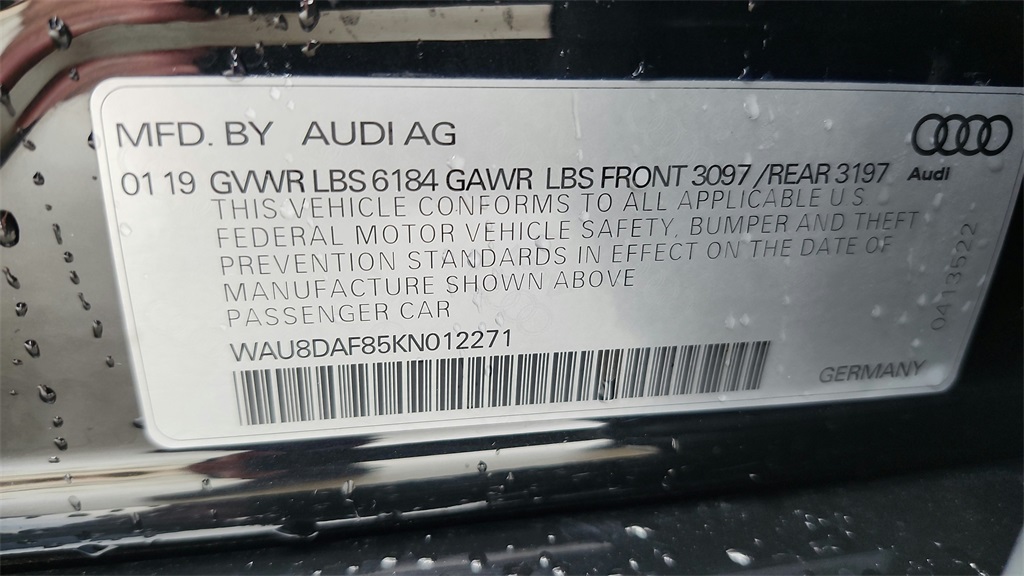 MFD. BY AUDI AG
01 19 GVWR LBS 6184 GAWR LBS FRONT 3097 /REAR 3197
Audi
THIS VEHICLE CONFORMS TO ALL APPLICABLE U S
FEDERAL MOTOR VEHICLE SAFETY, BUMPER AND THEFT
PREVENTION STANDARDS IN EFFECT ON THE DATE OF
MANUFACTURE SHOWN ABOVE
PASSENGER CAR
WAU8DAF85KN012271
GERMANY
0413522